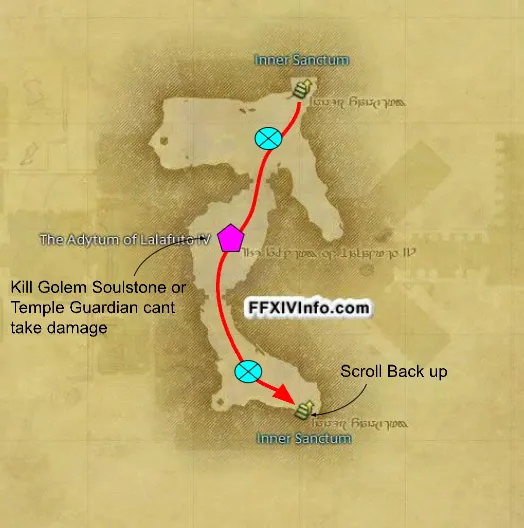 Inner Sanctum
The Adytum of Lalafuto IV
Kill Golem Soulstone or
Temple Guardian cant
take damage
FFXIVInfo.com
Scroll Back up
Inner Sanctum